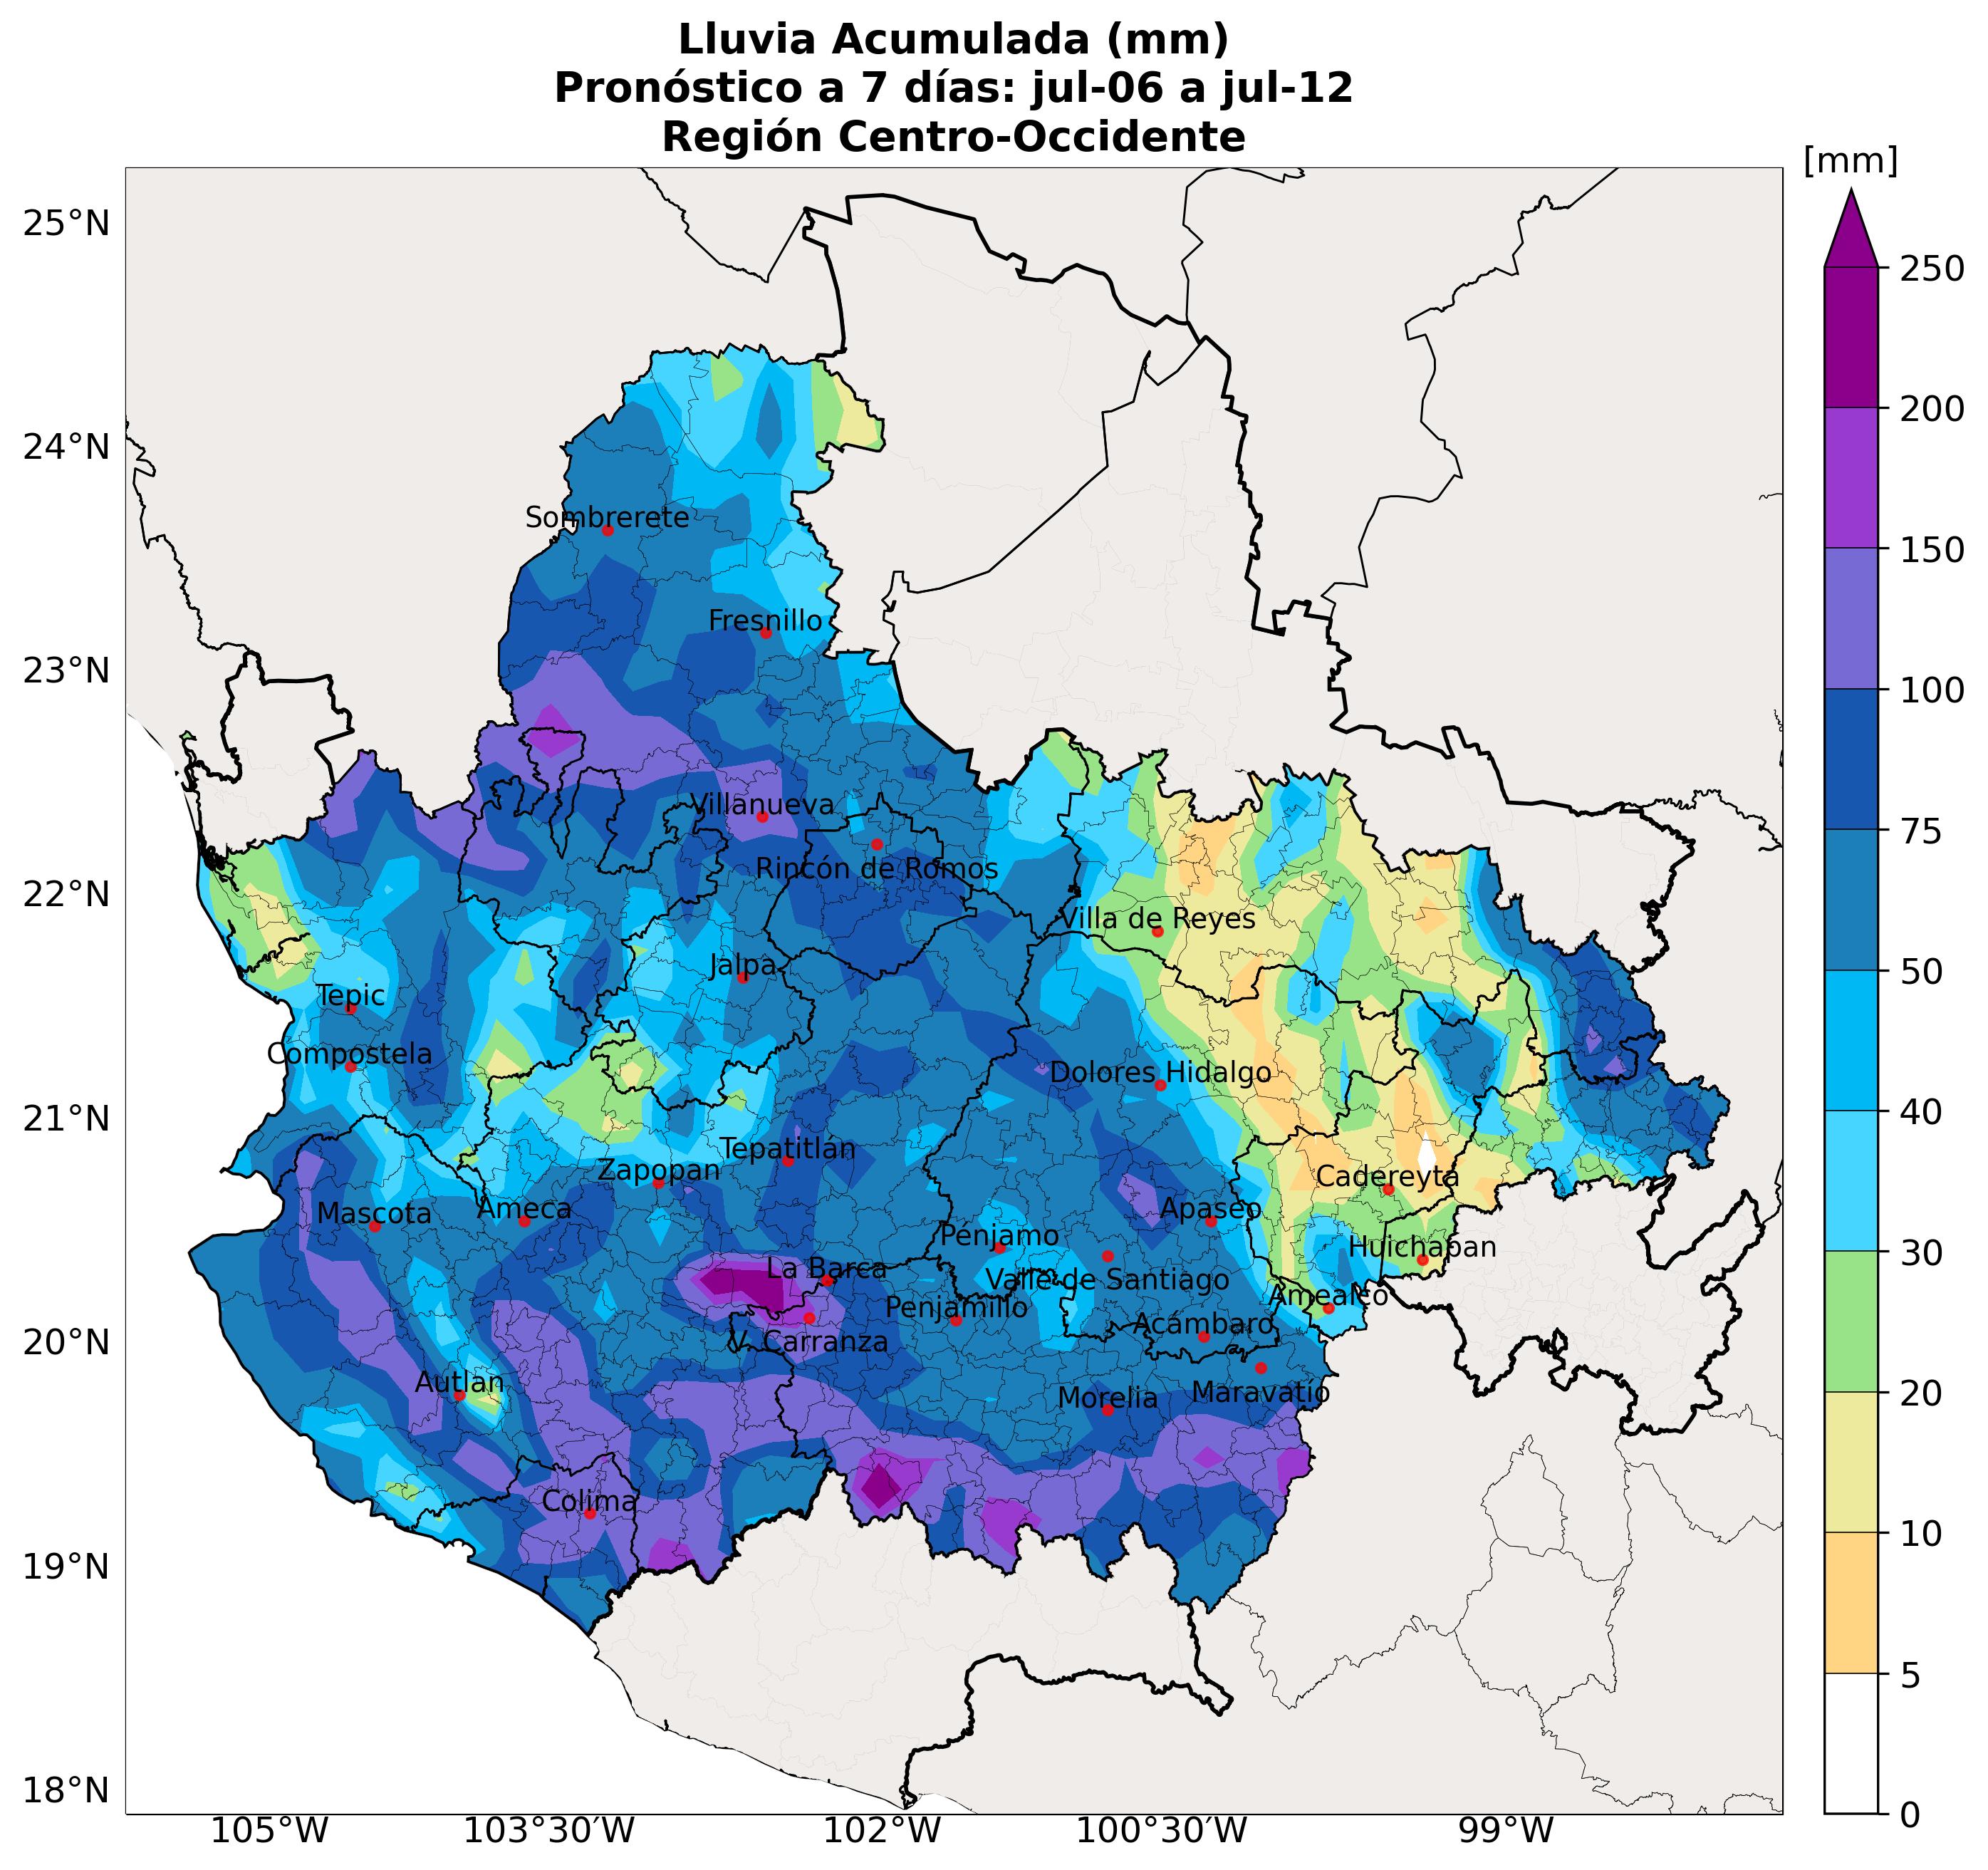 Lluvia Acumulada (mm)
Pronóstico a 7 días: jul-06 a jul-12
Región Centro-Occidente
[mm]
25°N
24°N
23°N
22°N
21°N
20°N
19°N
18°N
Sombrerete
Fresnillo
Villanueva
Rincón de Romos
Villa de Reyes
Jalpa
Tepic
Compostela
Dolores Hidalgo
Tepatitlán
Zapopan
Cadereyta
Mascota
Ameca
Apaseo
Pénjamo
Huichapan
La Barca
Valle de Santiago
Amealco
Penjamillo
Acámbaro
V. Carranza
Autlan
Morelia
Maravatío
Colima
105°W
103°30'W
102°W
100°30'W
99°W
250
200
150
100
75
50
40
30
20
10
5
0